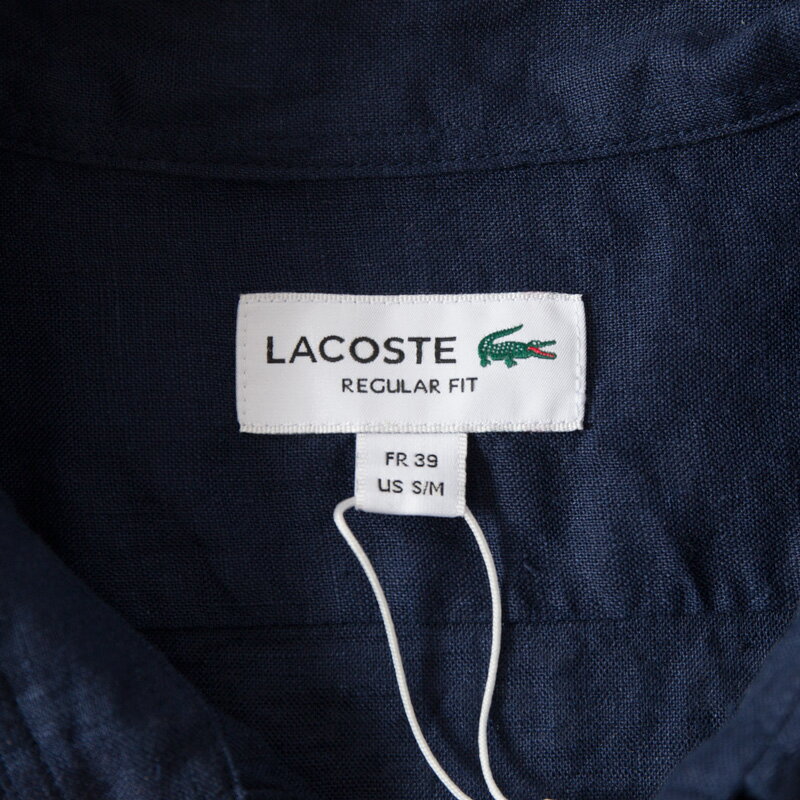 LACOSTE
REGULAR FIT
FR 39
US S/M